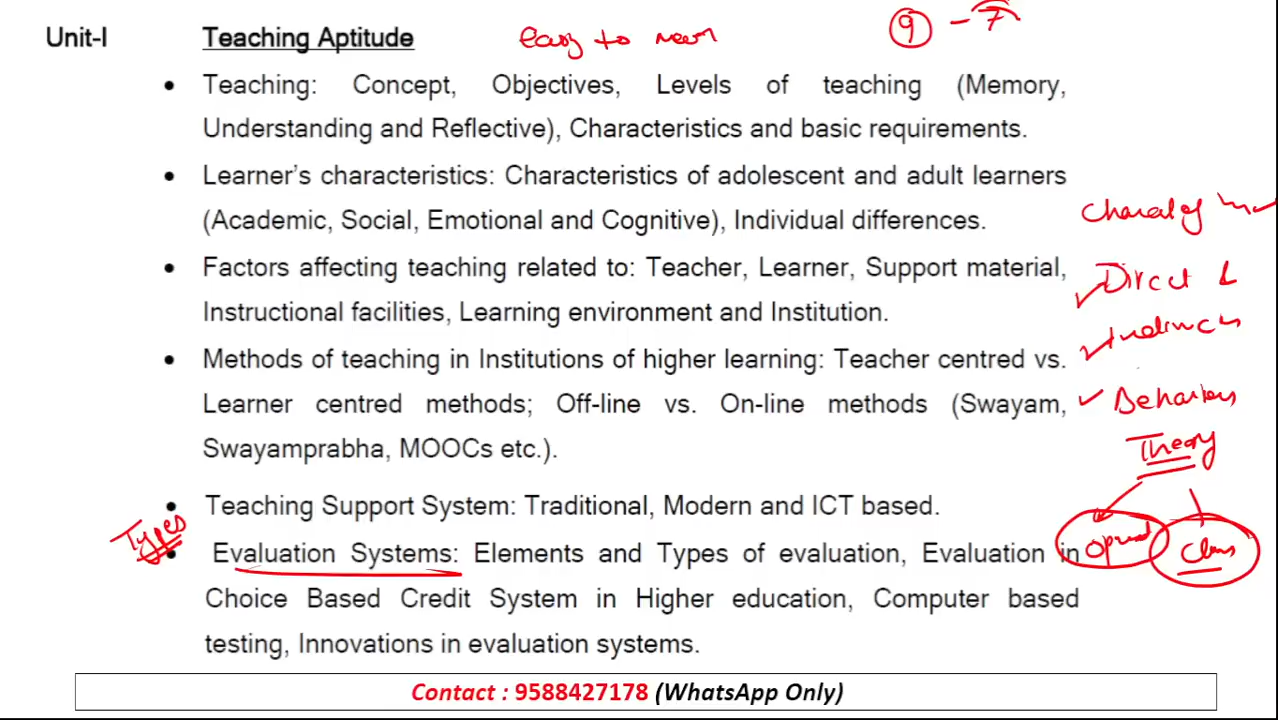 Unit-I Teaching Aptitude easy to 9 - 7
• Teaching: Concept, Objectives, Levels of teaching (Memory,
Understanding and Reflective), Characteristics and basic requirements.
• Learner's characteristics: Characteristics of adolescent and adult learners
(Academic, Social, Emotional and Cognitive), Individual differences.
• Factors affecting teaching related to: Teacher, Learner, Support material,
Direct
Instructional facilities, Learning environment and Institution.
• Methods of teaching in Institutions of higher learning: Teacher centred vs.
Learner centred methods; Off-line vs. On-line methods (Swayam,
Swayamprabha, MOOCs etc.).
Theory
• Teaching Support System: Traditional, Modern and ICT based.
Types
• Evaluation Systems: Elements and Types of evaluation, Evaluation in
Choice Based Credit System in Higher education, Computer based
testing, Innovations in evaluation systems.
Contact : 9588427178 (WhatsApp Only)